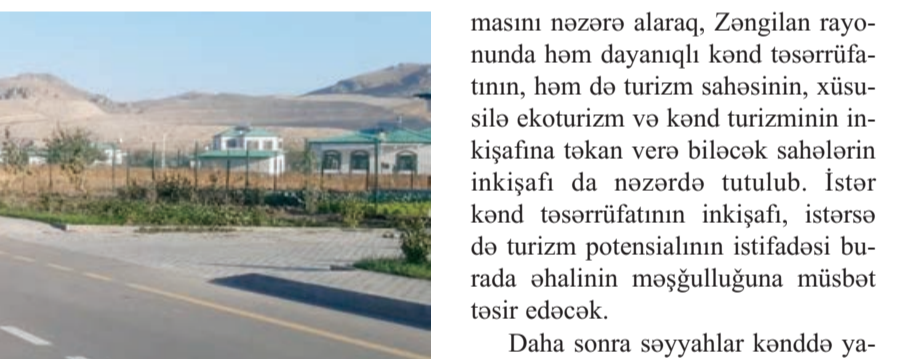 masını nəzərə alaraq, Zəngilan rayo-
nunda həm dayanıqlı kənd təsərrüfa-
tının, həm də turizm sahəsinin, xüsu-
silə ekoturizm və kənd turizminin in-
kişafına təkan verə biləcək sahələrin
inkişafı da nəzərdə tutulub. İstər
kənd təsərrüfatının inkişafı, istərsə
də turizm potensialının istifadəsi bu-
rada əhalinin məşğulluğuna müsbət
təsir edəcək.
Daha sonra səyyahlar kənddə ya-